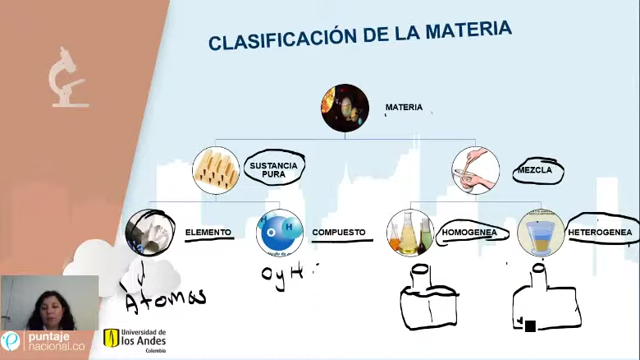 CLASIFICACIÓN DE LA MATERIA
MATERIA
SUSTANCIA
PURA
MEZCLA
ELEMENTO
H
O
H
COMPUESTO
HOMOGENEA
HETEROGENEA
Atomos
O y H
puntaje
nacional.co
Universidad de
los Andes
Colombia